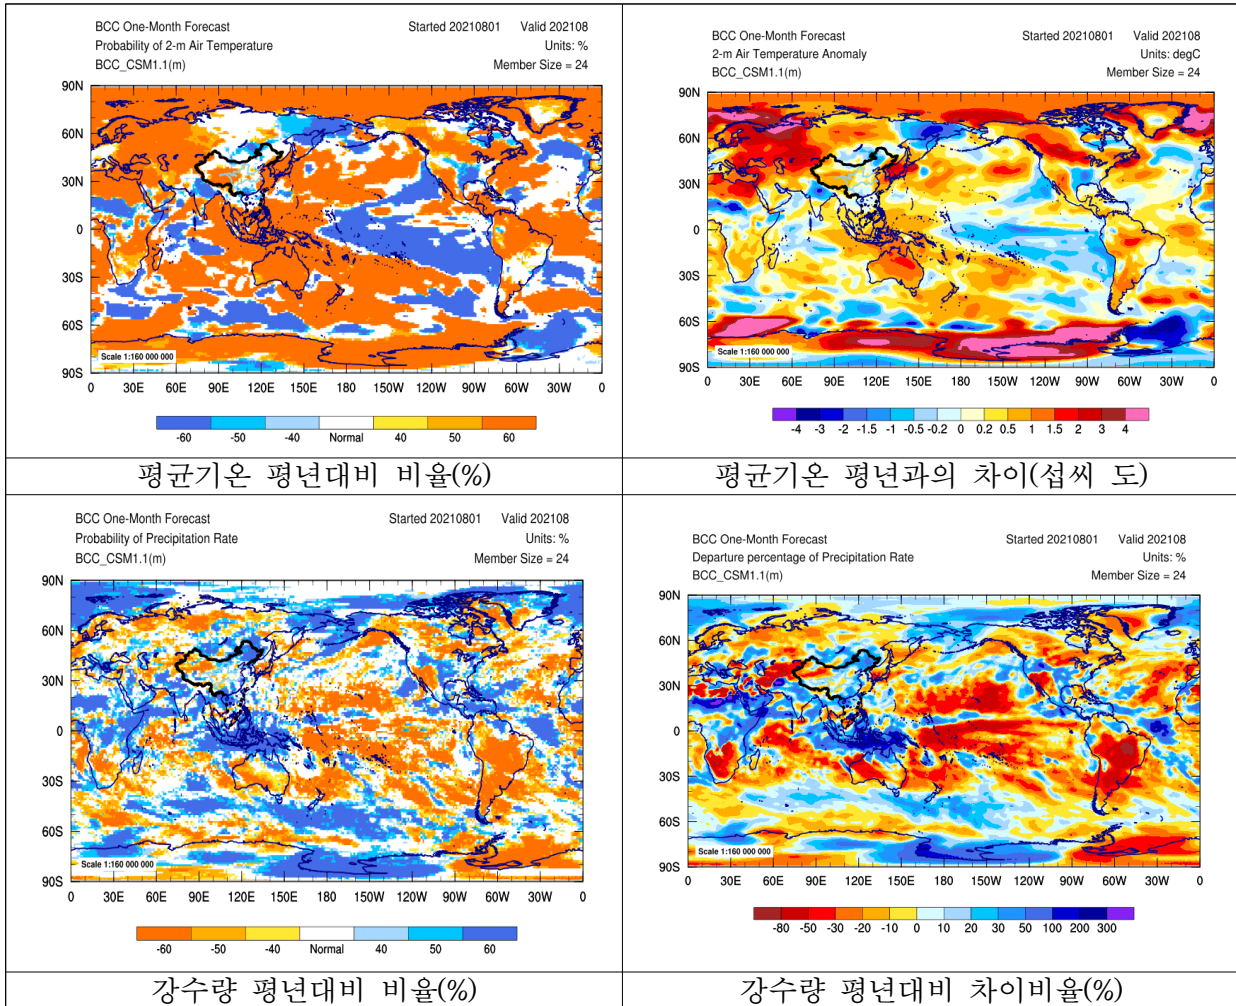 BCC One-Month Forecast Started 20210801 Valid 202108
Probability of 2-m Air Temperature Units: %
BCC_CSM1.1(m) Member Size = 24
90N
60N
30N
0
30S
60S
90S
Scale 1:160 000 000
0 30E 60E 90E 120E 150E 180 150W 120W 90W 60W 30W 0
-60 -50 -40 Normal 40 50 60
평균기온 평년대비 비율(%)
BCC One-Month Forecast Started 20210801 Valid 202108
2-m Air Temperature Anomaly Units: degC
BCC_CSM1.1(m) Member Size = 24
90N
60N
30N
0
30S
60S
90S
Scale 1:160 000 000
0 30E 60E 90E 120E 150E 180 150W 120W 90W 60W 30W 0
-4 -3 -2 -1.5 -1 -0.5 -0.2 0 0.2 0.5 1 1.5 2 3 4
평균기온 평년과의 차이(섭씨 도)
BCC One-Month Forecast Started 20210801 Valid 202108
Probability of Precipitation Rate Units: %
BCC_CSM1.1(m) Member Size = 24
90N
60N
30N
0
30S
60S
90S
Scale 1:160 000 000
0 30E 60E 90E 120E 150E 180 150W 120W 90W 60W 30W 0
-60 -50 -40 Normal 40 50 60
강수량 평년대비 비율(%)
BCC One-Month Forecast Started 20210801 Valid 202108
Departure percentage of Precipitation Rate Units: %
BCC_CSM1.1(m) Member Size = 24
90N
60N
30N
0
30S
60S
90S
Scale 1:160 000 000
0 30E 60E 90E 120E 150E 180 150W 120W 90W 60W 30W 0
-80 -50 -30 -20 -10 0 10 20 30 50 100 200 300
강수량 평년대비 차이비율(%)